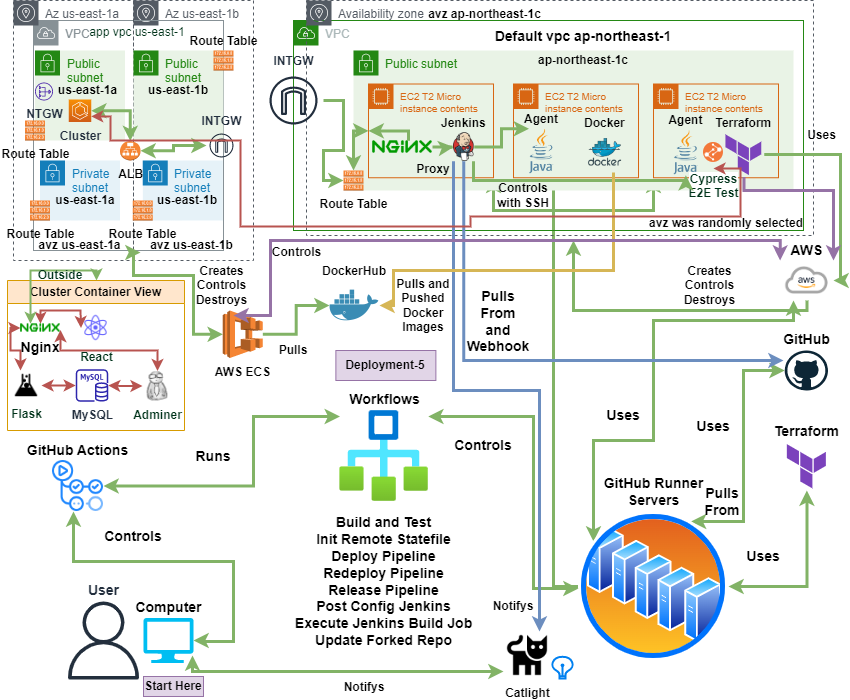 Az us-east-1a
Az us-east-1b
VPC
app vpc us-east-1
Route Table
Public
subnet
us-east-1a
Public
subnet
us-east-1b
NTGW
Cluster
INTGW
Route Table
ALB
Private
subnet
us-east-1a
Private
subnet
us-east-1b
Route Table
Route Table
avz us-east-1a
avz us-east-1b
Availability zone avz ap-northeast-1c
VPC
Default vpc ap-northeast-1
ap-northeast-1c
INTGW
Public subnet
EC2 T2 Micro
instance contents
Jenkins
NGINX
Proxy
EC2 T2 Micro
instance contents
Agent
Docker
Java
docker
EC2 T2 Micro
instance contents
Agent
Terraform
Java
Cypress
E2E Test
Uses
Route Table
Controls
with SSH
avz was randomly selected
Controls
AWS
aws
Outside
Cluster Container View
NGINX
Nginx
React
Flask
MySQL
MySQL
Adminer
Creates
Controls
Destroys
AWS ECS
Pulls
DockerHub
Pulls and
Pushed
Docker
Images
Pulls
From
and
Webhook
Creates
Controls
Destroys
GitHub
Deployment-5
Workflows
GitHub Actions
Runs
Controls
Uses
Uses
Terraform
GitHub Runner
Servers
Pulls
From
Uses
Controls
Build and Test
Init Remote Statefile
Deploy Pipeline
Redeploy Pipeline
Release Pipeline
Post Config Jenkins
Execute Jenkins Build Job
Update Forked Repo
User
Computer
Start Here
Notifys
Notifys
Catlight